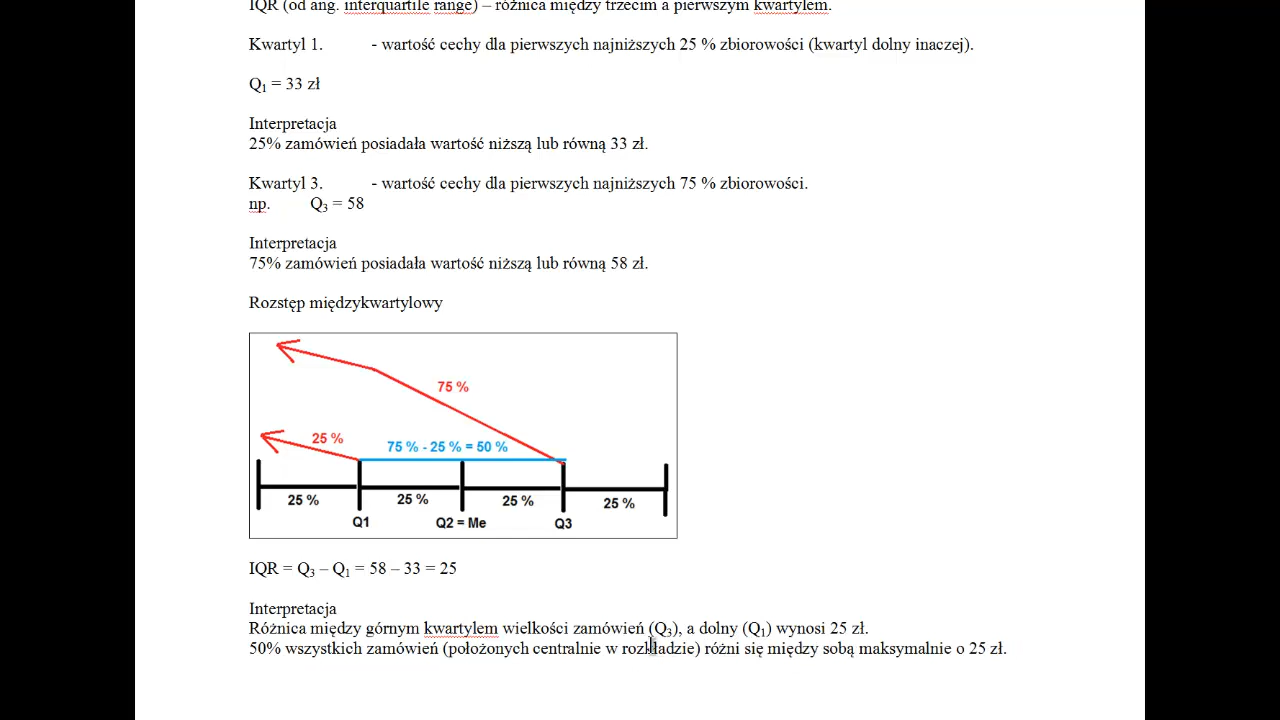 IQR (od ang. interquartile range) – różnica między trzecim a pierwszym kwartylem.
Kwartyl 1. - wartość cechy dla pierwszych najniższych 25 % zbiorowości (kwartyl dolny inaczej).
Q₁ = 33 zł
Interpretacja
25% zamówień posiadała wartość niższą lub równą 33 zł.
Kwartyl 3. - wartość cechy dla pierwszych najniższych 75 % zbiorowości.
np. Q₃ = 58
Interpretacja
75% zamówień posiadała wartość niższą lub równą 58 zł.
Rozstęp międzykwartylowy
75 %
25 %
75 % - 25 % = 50 %
25 % 25 % 25 % 25 %
Q1 Q2 = Me Q3
IQR = Q₃ – Q₁ = 58 – 33 = 25
Interpretacja
Różnica między górnym kwartylem wielkości zamówień (Q₃), a dolny (Q₁) wynosi 25 zł.
50% wszystkich zamówień (położonych centralnie w rozkładzie) różni się między sobą maksymalnie o 25 zł.